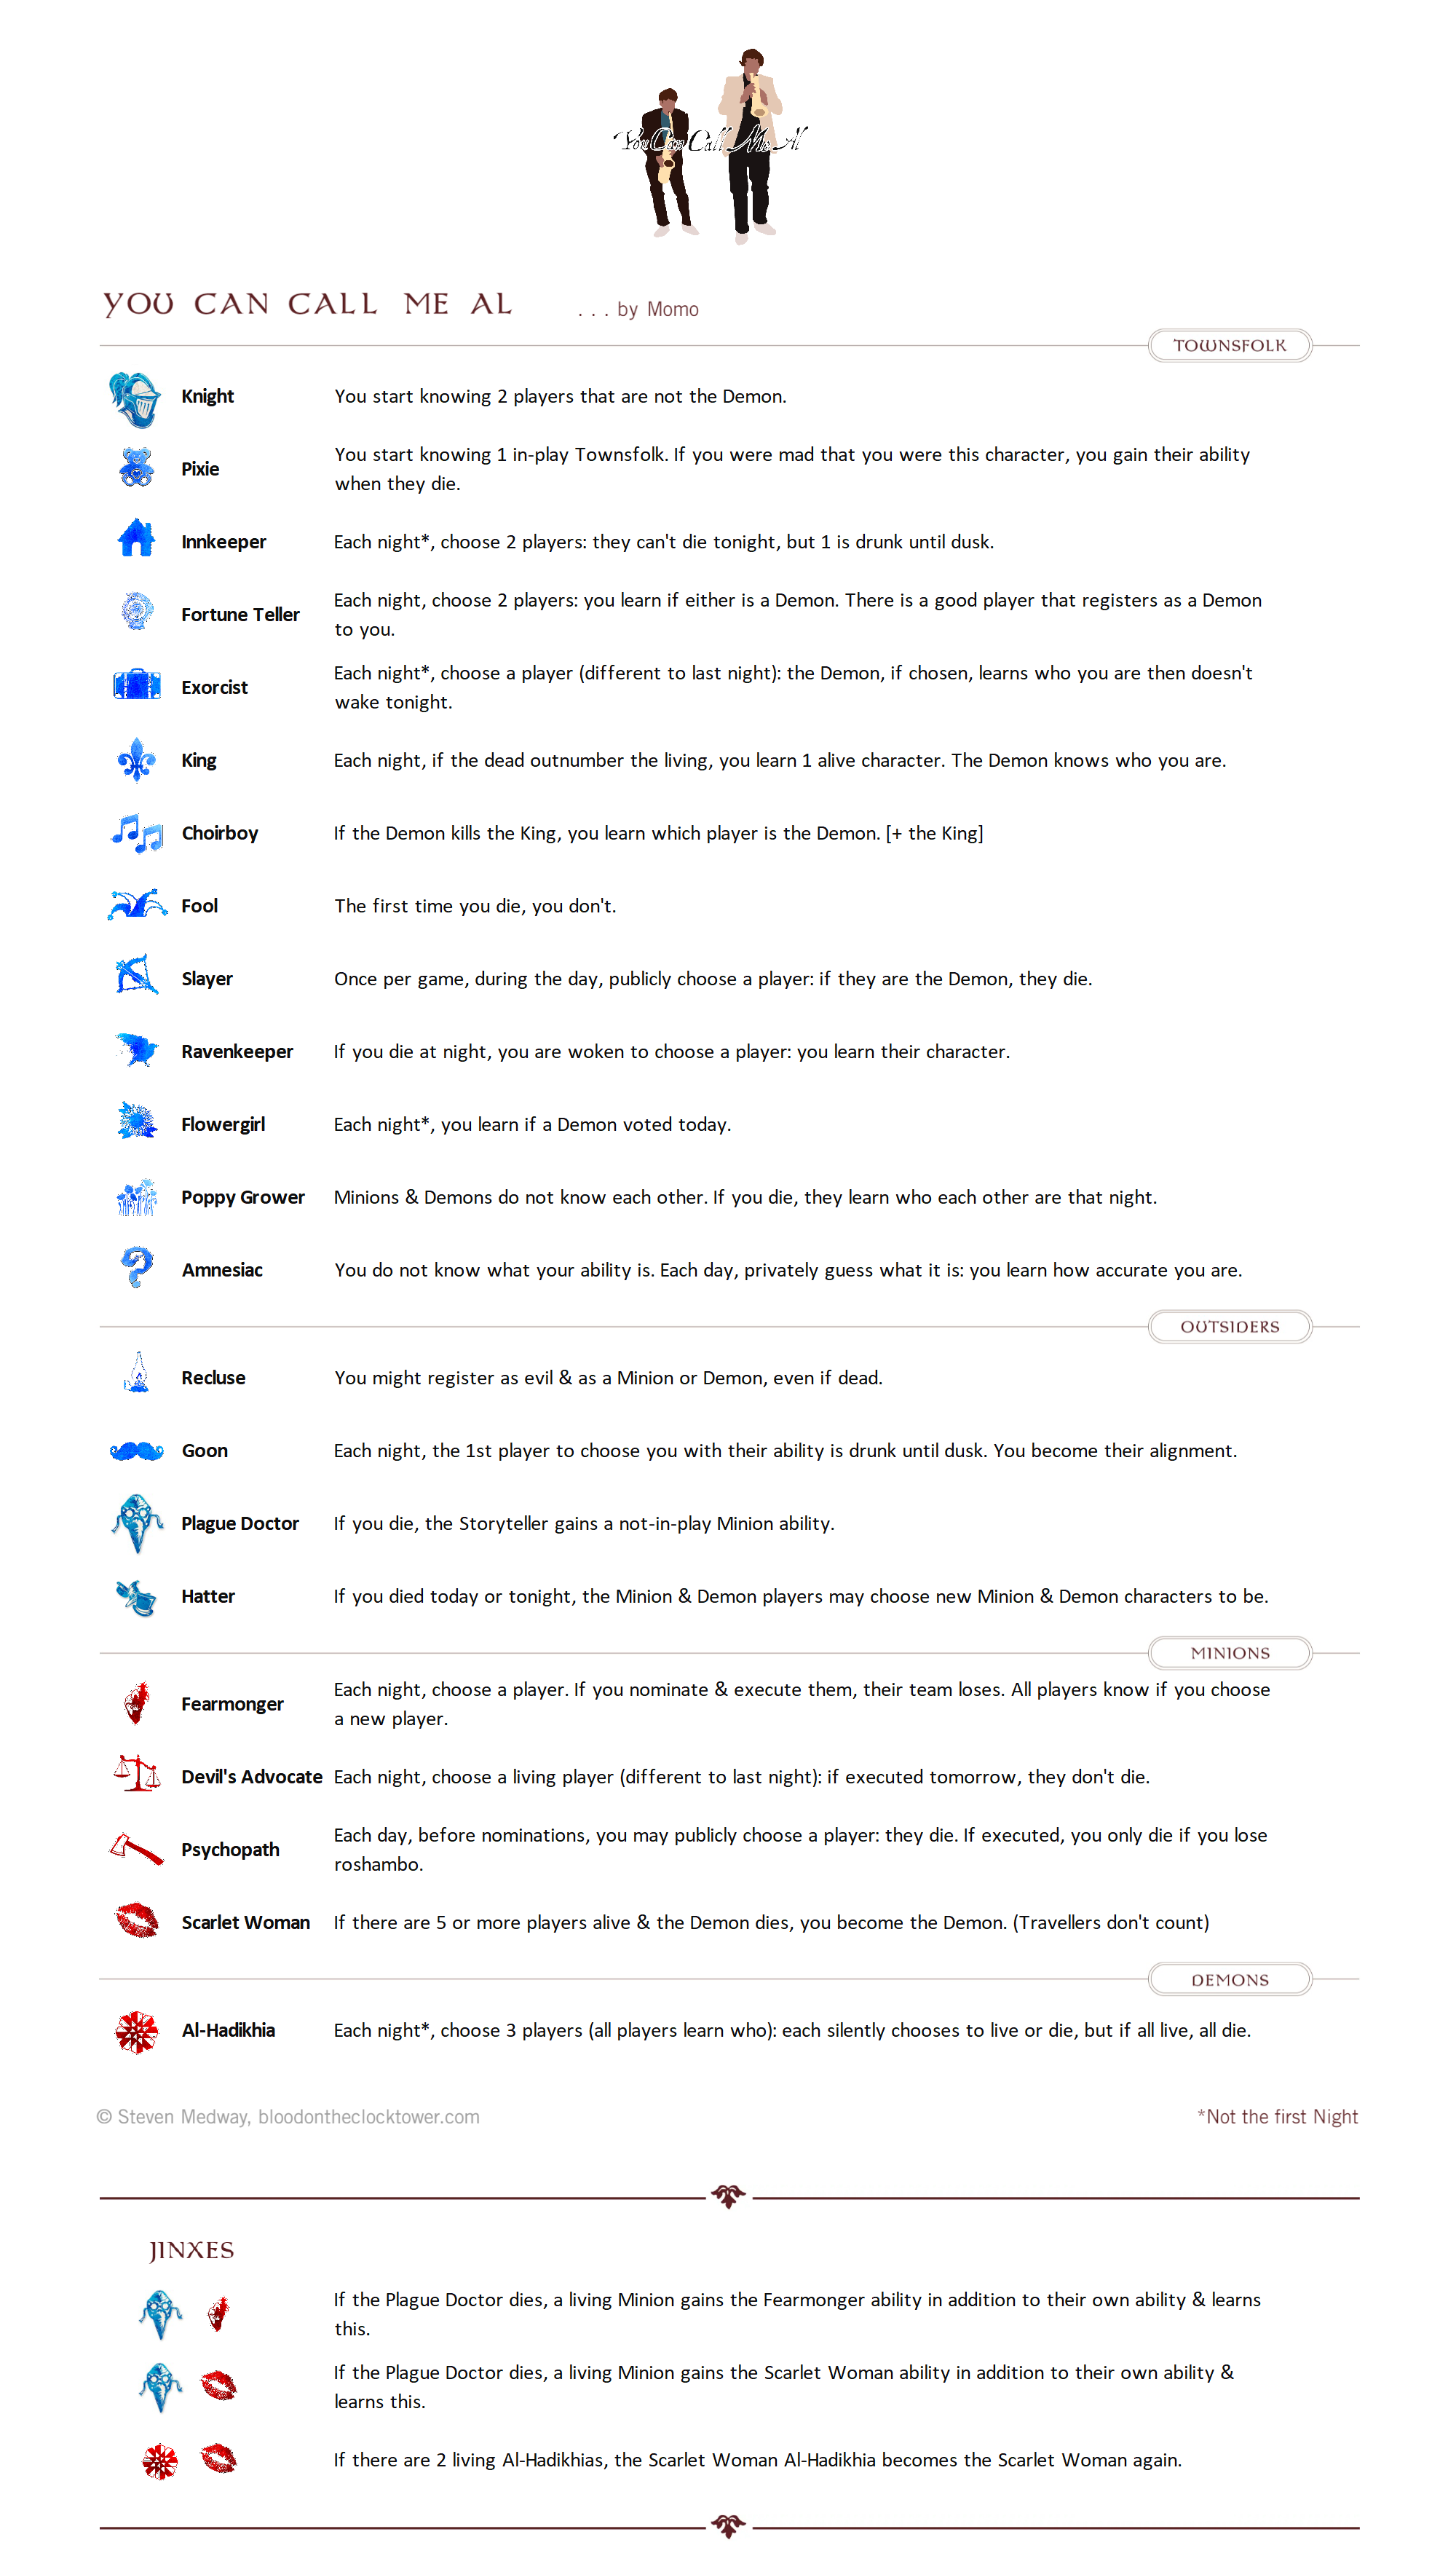 You Can Call Me Al
YOU CAN CALL ME AL . . . by Momo
TOWNSFOLK
Knight You start knowing 2 players that are not the Demon.
Pixie You start knowing 1 in-play Townsfolk. If you were mad that you were this character, you gain their ability
when they die.
Innkeeper Each night*, choose 2 players: they can't die tonight, but 1 is drunk until dusk.
Fortune Teller Each night, choose 2 players: you learn if either is a Demon. There is a good player that registers as a Demon
to you.
Exorcist Each night*, choose a player (different to last night): the Demon, if chosen, learns who you are then doesn't
wake tonight.
King Each night, if the dead outnumber the living, you learn 1 alive character. The Demon knows who you are.
Choirboy If the Demon kills the King, you learn which player is the Demon. [+ the King]
Fool The first time you die, you don't.
Slayer Once per game, during the day, publicly choose a player: if they are the Demon, they die.
Ravenkeeper If you die at night, you are woken to choose a player: you learn their character.
Flowergirl Each night*, you learn if a Demon voted today.
Poppy Grower Minions & Demons do not know each other. If you die, they learn who each other are that night.
Amnesiac You do not know what your ability is. Each day, privately guess what it is: you learn how accurate you are.
OUTSIDERS
Recluse You might register as evil & as a Minion or Demon, even if dead.
Goon Each night, the 1st player to choose you with their ability is drunk until dusk. You become their alignment.
Plague Doctor If you die, the Storyteller gains a not-in-play Minion ability.
Hatter If you died today or tonight, the Minion & Demon players may choose new Minion & Demon characters to be.
MINIONS
Fearmonger Each night, choose a player. If you nominate & execute them, their team loses. All players know if you choose
a new player.
Devil's Advocate Each night, choose a living player (different to last night): if executed tomorrow, they don't die.
Psychopath Each day, before nominations, you may publicly choose a player: they die. If executed, you only die if you lose
roshambo.
Scarlet Woman If there are 5 or more players alive & the Demon dies, you become the Demon. (Travellers don't count)
DEMONS
Al-Hadikhia Each night*, choose 3 players (all players learn who): each silently chooses to live or die, but if all live, all die.
© Steven Medway, bloodontheclocktower.com *Not the first Night
JINXES
If the Plague Doctor dies, a living Minion gains the Fearmonger ability in addition to their own ability & learns
this.
If the Plague Doctor dies, a living Minion gains the Scarlet Woman ability in addition to their own ability &
learns this.
If there are 2 living Al-Hadikhias, the Scarlet Woman Al-Hadikhia becomes the Scarlet Woman again.